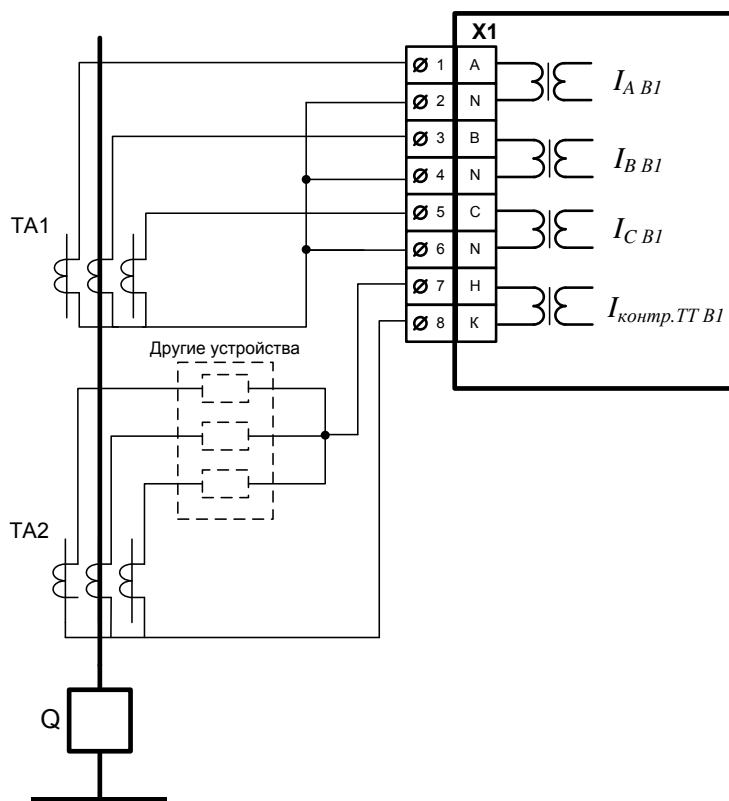 X1
1 A
2 N
3 B
4 N
5 C
6 N
7 Н
8 К
I_A B1
I_B B1
I_C B1
I_контр.ТТ B1
TA1
Другие устройства
TA2
Q